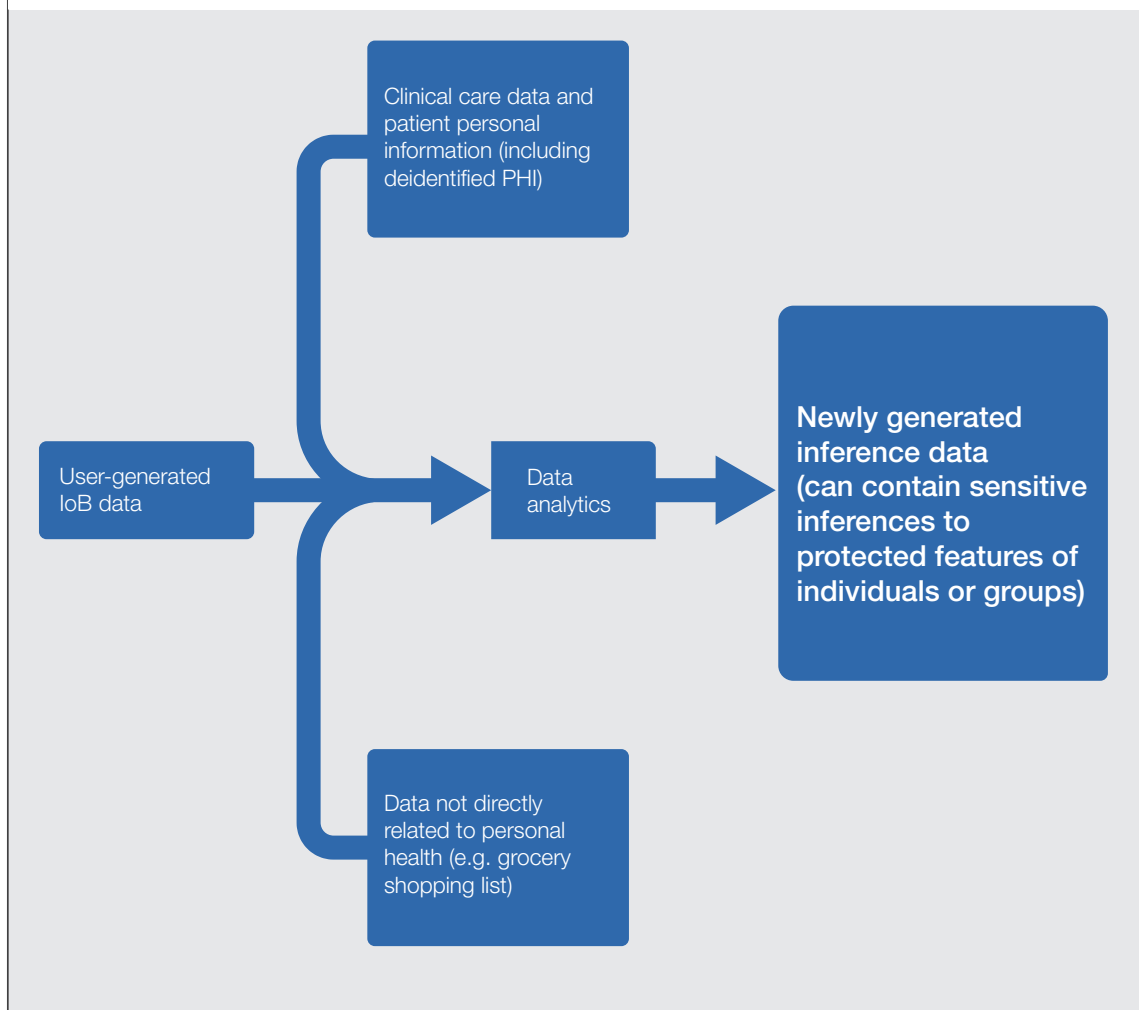 Clinical care data and
patient personal
information (including
deidentified PHI)
User-generated
IoB data
Data
analytics
Newly generated
inference data
(can contain sensitive
inferences to
protected features of
individuals or groups)
Data not directly
related to personal
health (e.g. grocery
shopping list)